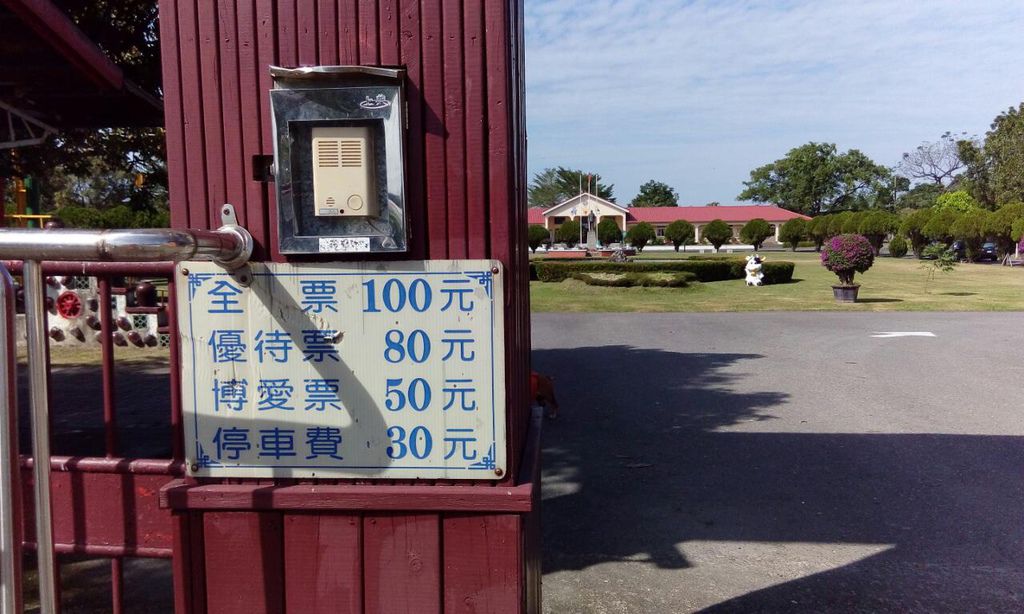 全 票 100元
優待票 80元
博愛票 50元
停車費 30元